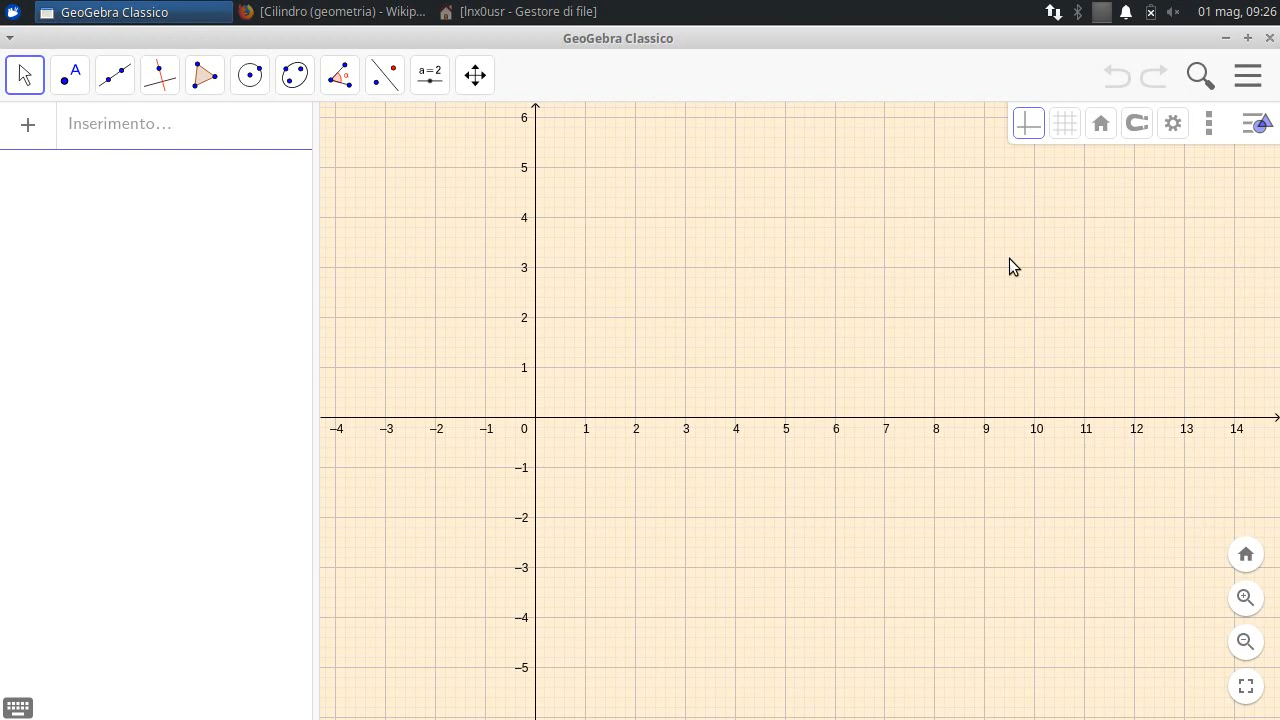 GeoGebra Classico
[Cilindro (geometria) - Wikip...
[lnx0usr - Gestore di file]
01 mag, 09:26
GeoGebra Classico
A
α
a=2
Inserimento…
6
5
4
3
2
1
–4 –3 –2 –1 0 1 2 3 4 5 6 7 8 9 10 11 12 13 14
–1
–2
–3
–4
–5